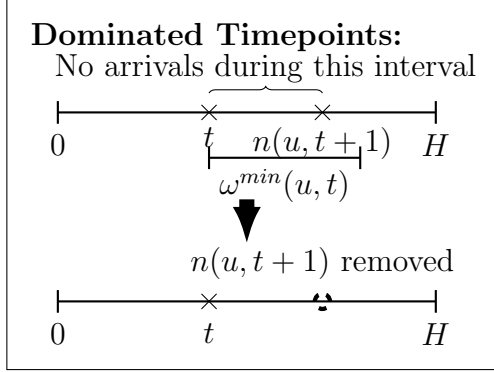 Dominated Timepoints:
No arrivals during this interval
0 t n(u, t + 1) H
ω^{min}(u, t)
n(u, t + 1) removed
0 t H